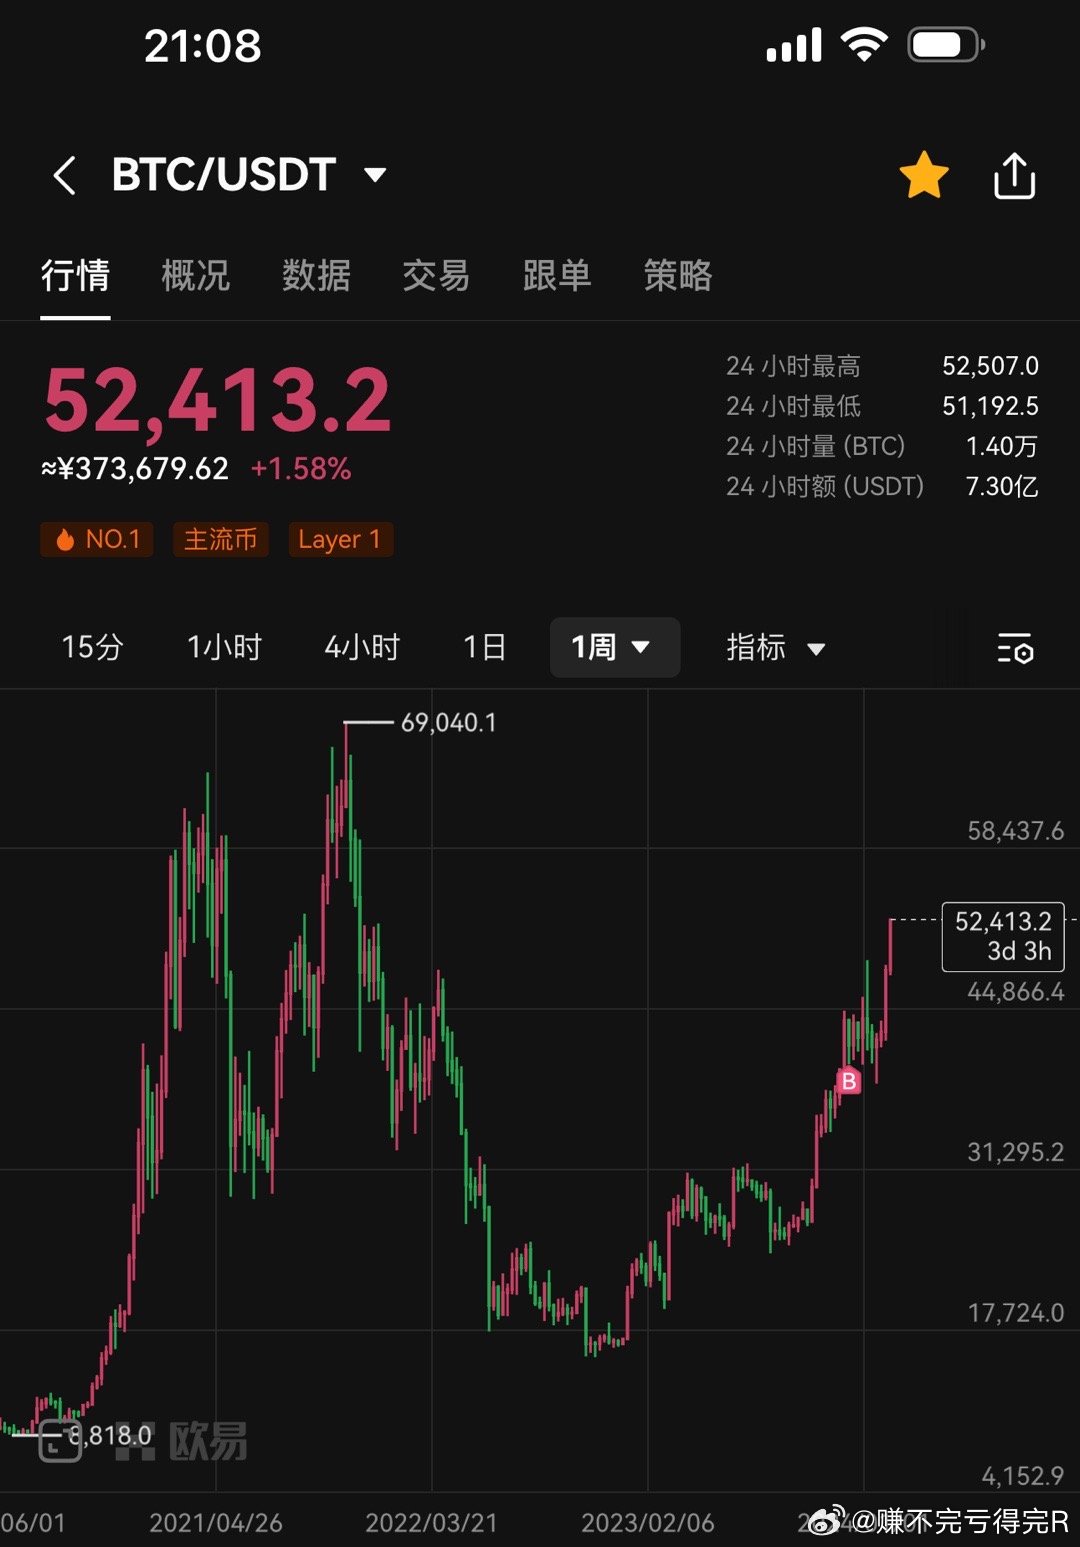 21:08
BTC/USDT
行情 概况 数据 交易 跟单 策略
52,413.2
≈¥373,679.62 +1.58%
24 小时最高 52,507.0
24 小时最低 51,192.5
24 小时量 (BTC) 1.40万
24 小时额 (USDT) 7.30亿
NO.1 主流币 Layer 1
15分 1小时 4小时 1日 1周 指标
69,040.1
58,437.6
52,413.2
3d 3h
44,866.4
B
31,295.2
17,724.0
8,818.0
欧易
4,152.9
06/01 2021/04/26 2022/03/21 2023/02/06
@赚不完亏得完R